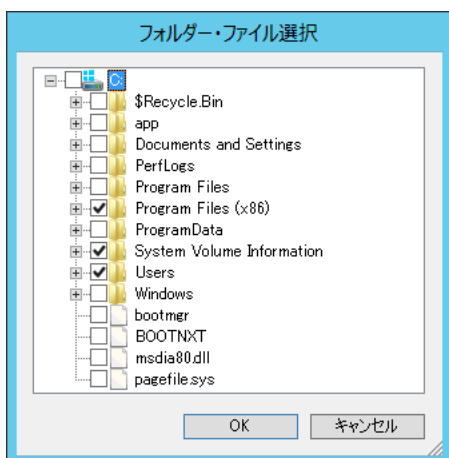 フォルダー・ファイル選択
C:
$Recycle.Bin
app
Documents and Settings
PerfLogs
Program Files
Program Files (x86)
ProgramData
System Volume Information
Users
Windows
bootmgr
BOOTNXT
msdia80.dll
pagefile.sys
OK キャンセル